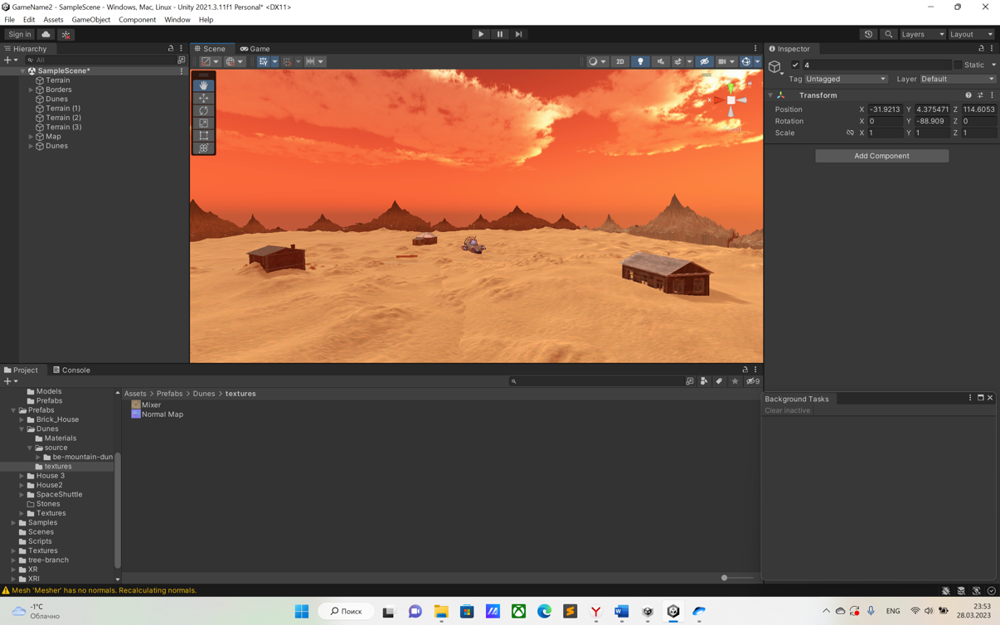 GameName2 - SampleScene - Windows, Mac, Linux - Unity 2021.3.11f1 Personal* <DX11>
File Edit Assets GameObject Component Window Help
Sign in
Layers
Layout
Hierarchy
All
SampleScene*
Terrain
Borders
Dunes
Terrain (1)
Terrain (2)
Terrain (3)
Map
Dunes
Scene
Game
2D
x
Inspector
4
Static
Tag Untagged
Layer Default
Transform
Position X -31.9213 Y 4.375471 Z 114.6053
Rotation X 0 Y -88.909 Z 0
Scale X 1 Y 1 Z 1
Add Component
Project
Console
9
Models
Prefabs
Prefabs
Brick_House
Dunes
Materials
source
be-mountain-dun
textures
House 3
House2
SpaceShuttle
Stones
Textures
Samples
Scenes
Scripts
Textures
tree-branch
XR
XRI
Assets > Prefabs > Dunes > textures
Mixer
Normal Map
Background Tasks
Clear inactive
Mesh 'Mesher' has no normals. Recalculating normals.
-1°C
Облачно
Поиск
ENG
23:53
28.03.2023